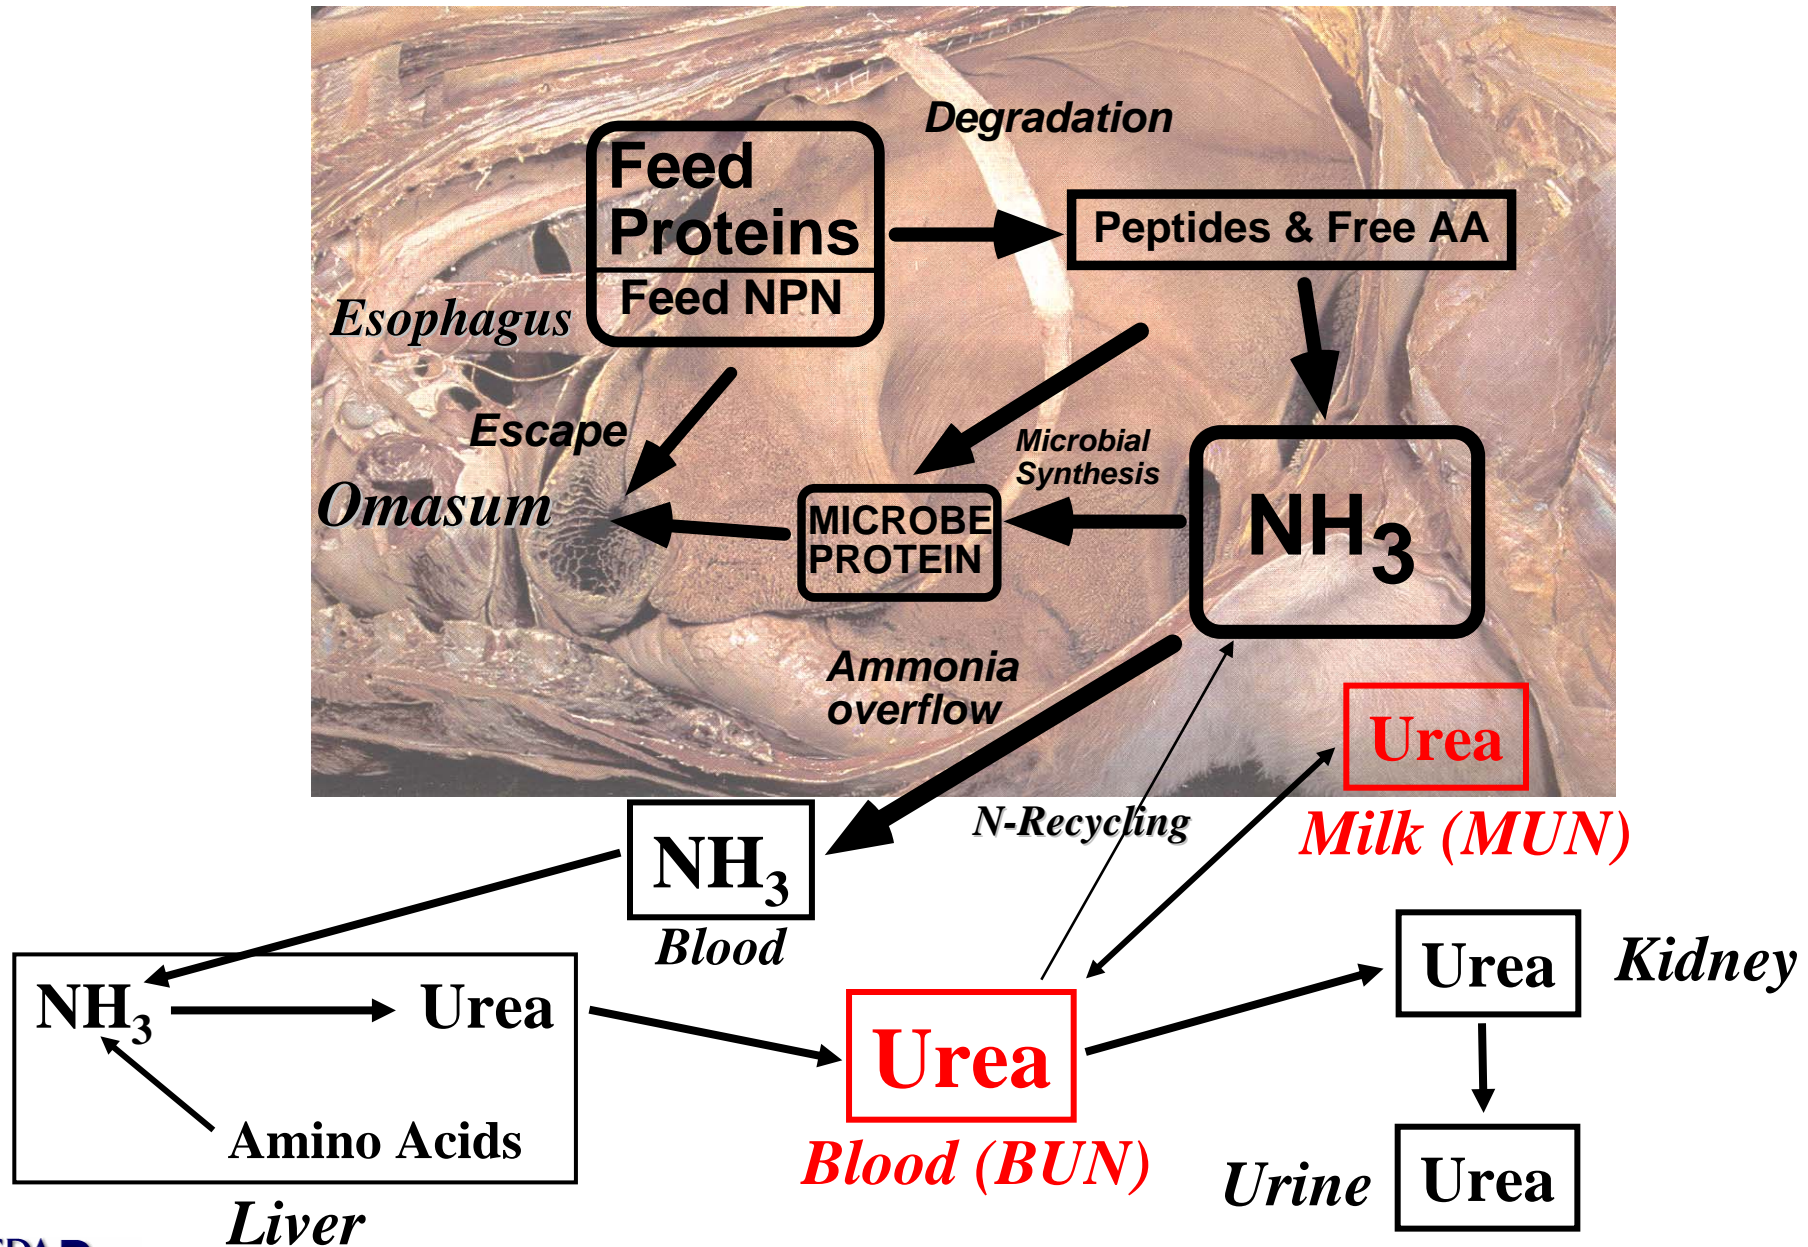 Degradation
Feed
Proteins
Feed NPN
Peptides & Free AA
Esophagus
Escape
Microbial
Synthesis
Omasum
MICROBE
PROTEIN
NH3
Ammonia
overflow
Urea
Milk (MUN)
N-Recycling
NH3
Blood
Urea
Kidney
NH3
Urea
Amino Acids
Liver
Urea
Blood (BUN)
Urine
Urea